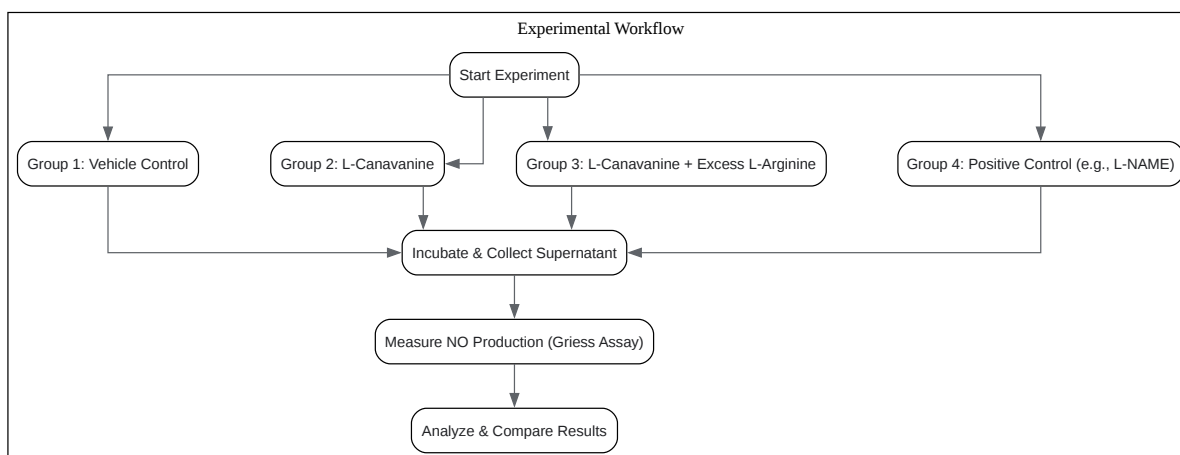 Experimental Workflow
Start Experiment
Group 1: Vehicle Control
Group 2: L-Canavanine
Group 3: L-Canavanine + Excess L-Arginine
Group 4: Positive Control (e.g., L-NAME)
Incubate & Collect Supernatant
Measure NO Production (Griess Assay)
Analyze & Compare Results